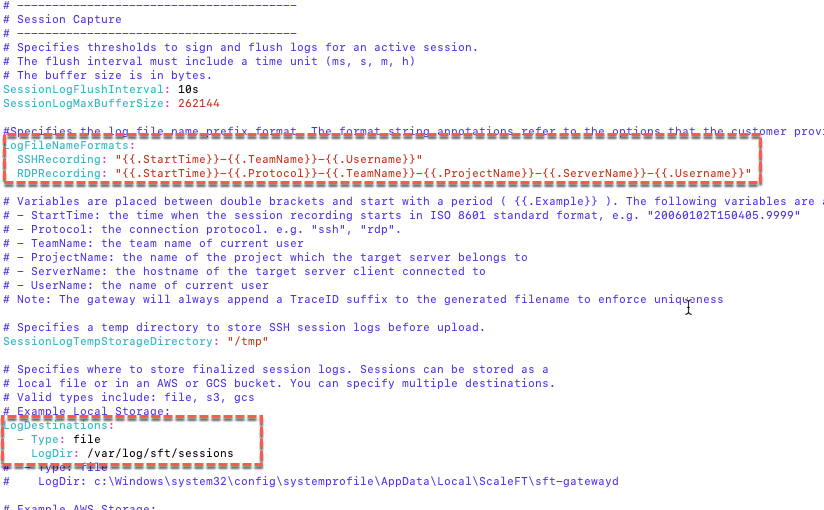 # ----------------------------------------
# Session Capture
# ----------------------------------------
# Specifies thresholds to sign and flush logs for an active session.
# The flush interval must include a time unit (ms, s, m, h)
# The buffer size is in bytes.
SessionLogFlushInterval: 10s
SessionLogMaxBufferSize: 262144
#Specifies the log file name prefix format. The format string annotations refer to the options that the customer provi
LogFileNameFormats:
  SSHRecording: "{{.StartTime}}-{{.TeamName}}-{{.Username}}"
  RDPRecording: "{{.StartTime}}-{{.Protocol}}-{{.TeamName}}-{{.ProjectName}}-{{.ServerName}}-{{.Username}}"
# Variables are placed between double brackets and start with a period ( {{.Example}} ). The following variables are a
# - StartTime: the time when the session recording starts in ISO 8601 standard format, e.g. "20060102T150405.9999"
# - Protocol: the connection protocol. e.g. "ssh", "rdp".
# - TeamName: the team name of current user
# - ProjectName: the name of the project which the target server belongs to
# - ServerName: the hostname of the target server client connected to
# - UserName: the name of current user
# Note: The gateway will always append a TraceID suffix to the generated filename to enforce uniqueness
# Specifies a temp directory to store SSH session logs before upload.
SessionLogTempStorageDirectory: "/tmp"
# Specifies where to store finalized session logs. Sessions can be stored as a
# local file or in an AWS or GCS bucket. You can specify multiple destinations.
# Valid types include: file, s3, gcs
# Example Local Storage:
LogDestinations:
  - Type: file
    LogDir: /var/log/sft/sessions
#  - Type: file
#    LogDir: c:\Windows\system32\config\systemprofile\AppData\Local\ScaleFT\sft-gatewayd
# Example AWS Storage: